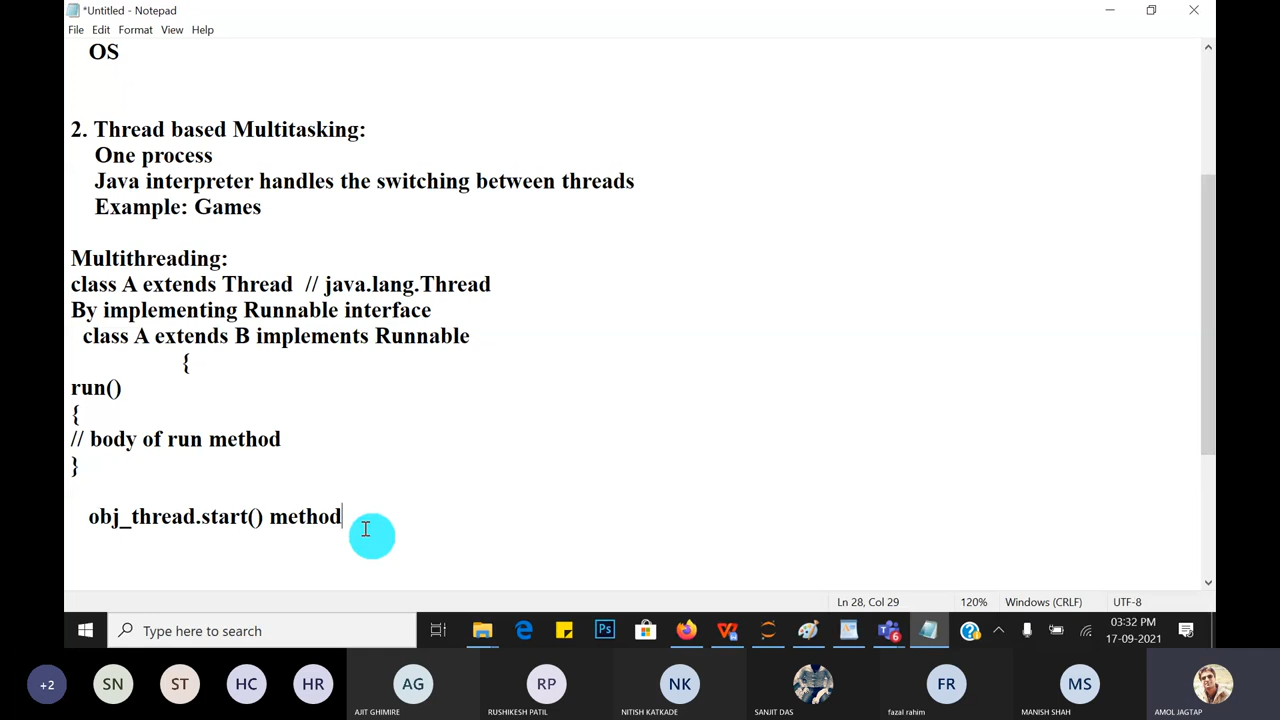 *Untitled - Notepad
File Edit Format View Help
OS
2. Thread based Multitasking:
One process
Java interpreter handles the switching between threads
Example: Games
Multithreading:
class A extends Thread // java.lang.Thread
By implementing Runnable interface
class A extends B implements Runnable
{
run()
{
// body of run method
}
obj_thread.start() method
Ln 28, Col 29 120% Windows (CRLF) UTF-8
Type here to search
Ps
6
03:32 PM
17-09-2021
+2 SN ST HC HR AG RP NK FR MS
AJIT GHIMIRE RUSHIKESH PATIL NITISH KATKADE SANJIT DAS fazal rahim MANISH SHAH AMOL JAGTAP